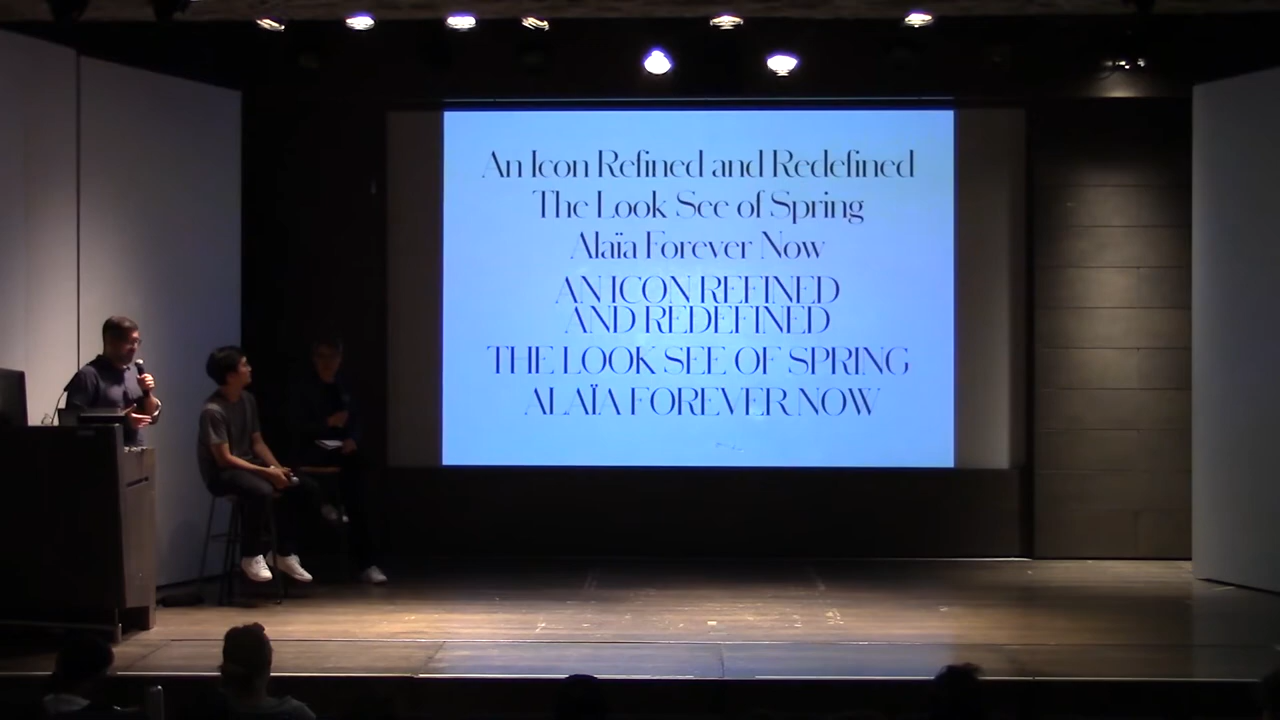 An Icon Refined and Redefined
The Look See of Spring
Alaïa Forever Now
AN ICON REFINED
AND REDEFINED
THE LOOK SEE OF SPRING
ALAÏA FOREVER NOW